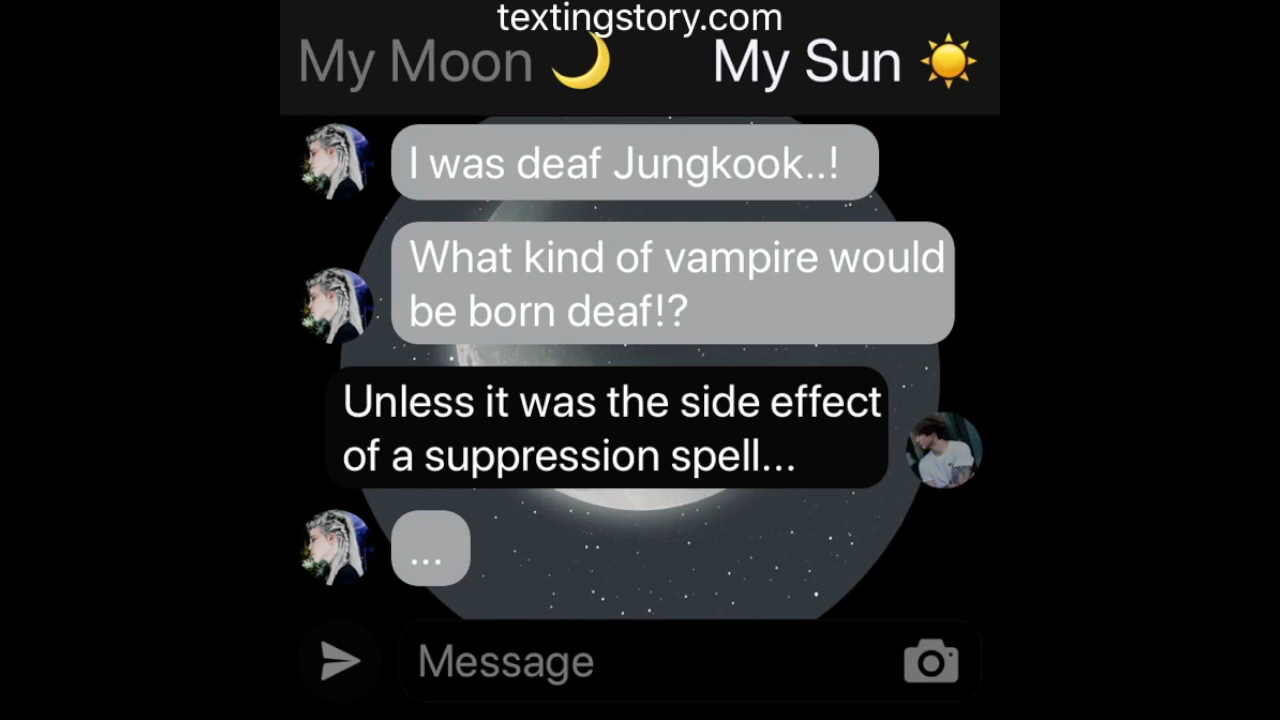 textingstory.com
My Moon 🌙 My Sun ☀️
I was deaf Jungkook..!
What kind of vampire would
be born deaf!?
Unless it was the side effect
of a suppression spell...
...
Message